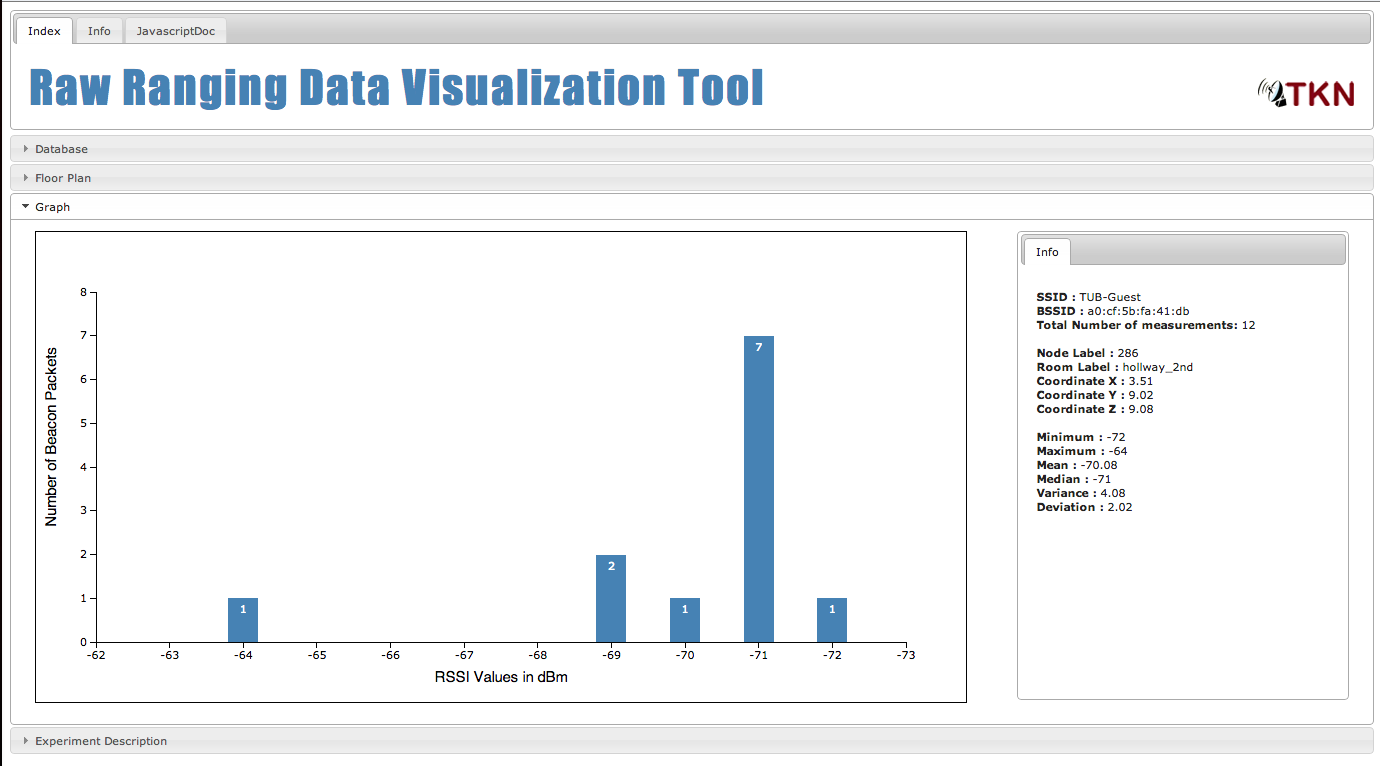 Index Info JavascriptDoc
Raw Ranging Data Visualization Tool
TKN
Database
Floor Plan
Graph
8
7
6
5
4
3
2
1
0
Number of Beacon Packets
1
2
1
7
1
-62 -63 -64 -65 -66 -67 -68 -69 -70 -71 -72 -73
RSSI Values in dBm
Info
SSID : TUB-Guest
BSSID : a0:cf:5b:fa:41:db
Total Number of measurements: 12
Node Label : 286
Room Label : hollway_2nd
Coordinate X : 3.51
Coordinate Y : 9.02
Coordinate Z : 9.08
Minimum : -72
Maximum : -64
Mean : -70.08
Median : -71
Variance : 4.08
Deviation : 2.02
Experiment Description